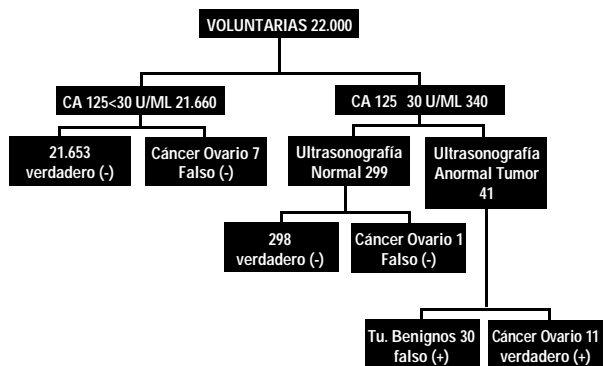 VOLUNTARIAS 22.000
CA 125<30 U/ML 21.660
CA 125 30 U/ML 340
21.653
verdadero (-)
Cáncer Ovario 7
Falso (-)
Ultrasonografía
Normal 299
Ultrasonografía
Anormal Tumor
41
298
verdadero (-)
Cáncer Ovario 1
Falso (-)
Tu. Benignos 30
falso (+)
Cáncer Ovario 11
verdadero (+)